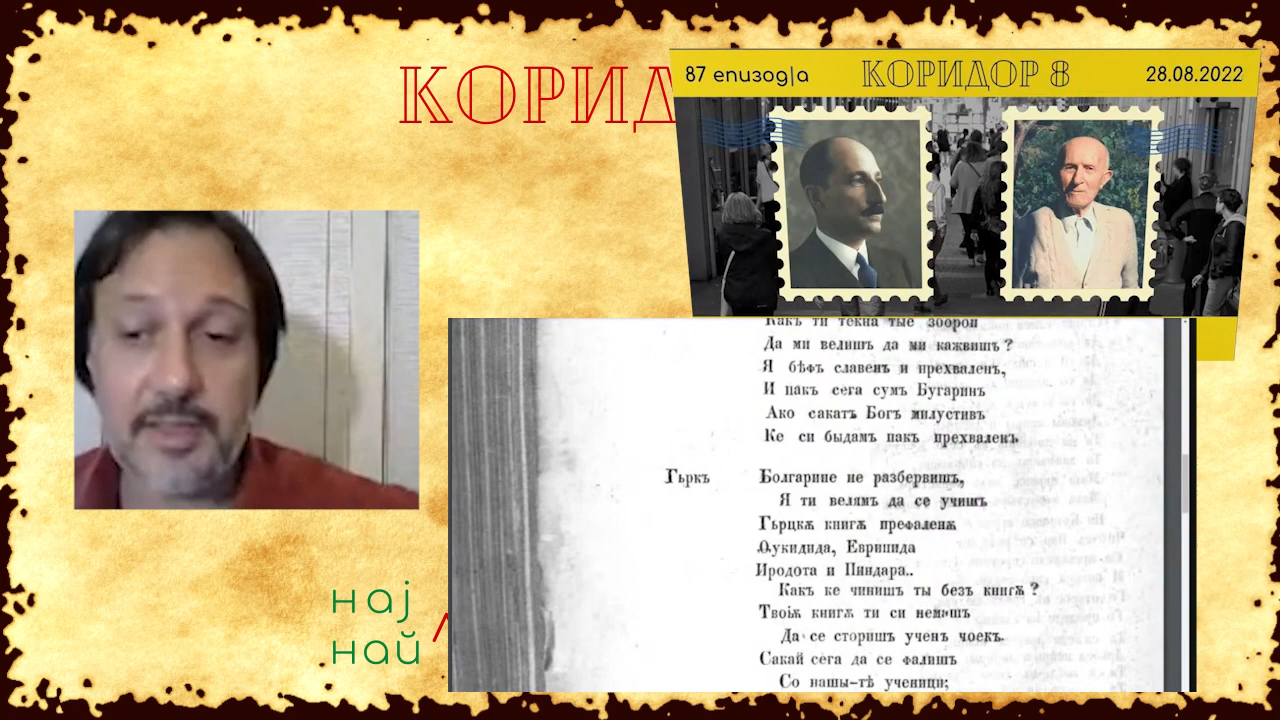 КОРИД
87 епизод|а
КОРИДОР 8
28.08.2022
Какъ ти текна тые зборои
Да ми велишъ да ми кажвишъ?
Я бѣфъ славенъ и прехваленъ,
И пакъ сега сумъ Бугаринъ
Ако сакатъ Богъ милустивъ
Ке си быдамъ пакъ прехваленъ
Гъркъ Болгарине не разбервишъ,
Я ти велямъ да се учишъ
Гърцкѫ книгѫ префаленѫ
Ѳукидида, Еврипида
Иродота и Пиндара..
Какъ ке чинишъ ты безъ книгѫ?
Твоіѫ книгѫ ти си немашъ
Да се сторишъ ученъ чоекъ.
Сакай сега да се фалишъ
Со нашы-тѣ ученици;
нај
най